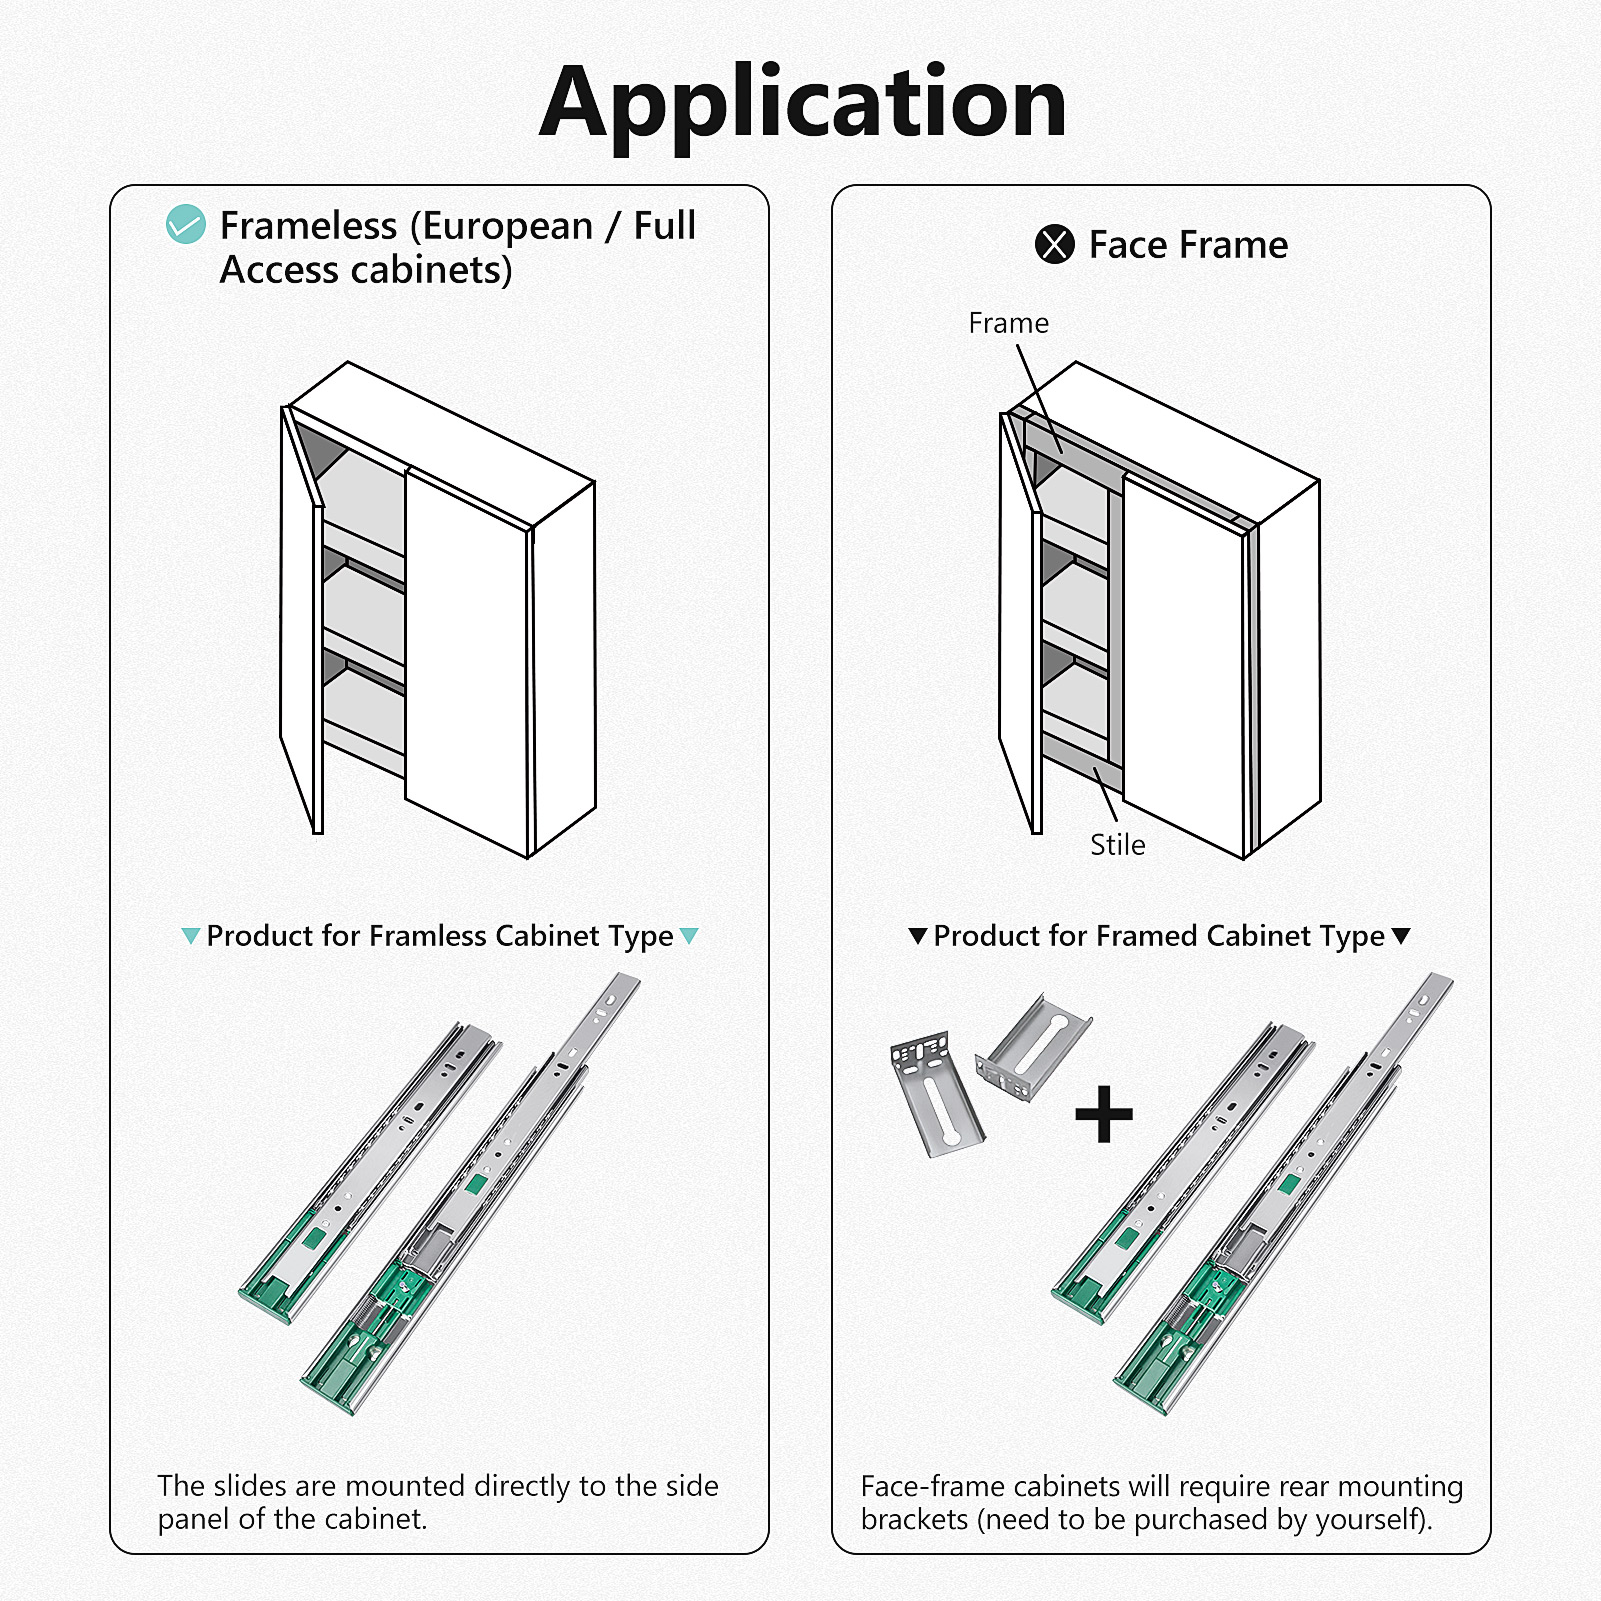 Application
Frameless (European / Full
Access cabinets)
Face Frame
Frame
Stile
Product for Framless Cabinet Type
Product for Framed Cabinet Type
The slides are mounted directly to the side
panel of the cabinet.
Face-frame cabinets will require rear mounting
brackets (need to be purchased by yourself).